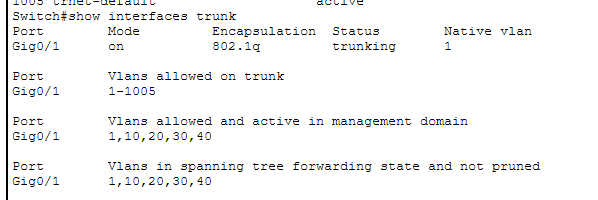 1005 trnet-default active
Switch#show interfaces trunk
Port Mode Encapsulation Status Native vlan
Gig0/1 on 802.1q trunking 1
Port Vlans allowed on trunk
Gig0/1 1-1005
Port Vlans allowed and active in management domain
Gig0/1 1,10,20,30,40
Port Vlans in spanning tree forwarding state and not pruned
Gig0/1 1,10,20,30,40